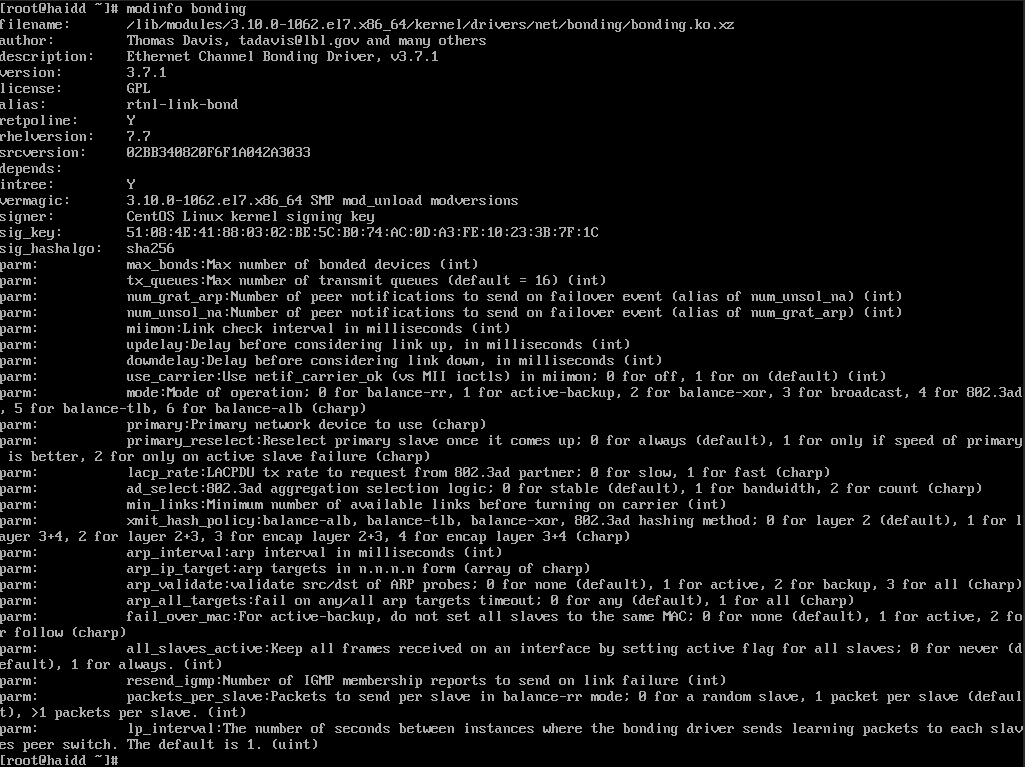 [root@haidd ~]# modinfo bonding
filename:       /lib/modules/3.10.0-1062.el7.x86_64/kernel/drivers/net/bonding/bonding.ko.xz
author:         Thomas Davis, tadavis@lbl.gov and many others
description:    Ethernet Channel Bonding Driver, v3.7.1
version:        3.7.1
license:        GPL
alias:          rtnl-link-bond
retpoline:      Y
rhelversion:    7.7
srcversion:     02BB340820F6F1A042A3033
depends:
intree:         Y
vermagic:       3.10.0-1062.el7.x86_64 SMP mod_unload modversions
signer:         CentOS Linux kernel signing key
sig_key:        51:08:4E:41:88:03:02:BE:5C:B0:74:AC:0D:A3:FE:10:23:3B:7F:1C
sig_hashalgo:   sha256
parm:           max_bonds:Max number of bonded devices (int)
parm:           tx_queues:Max number of transmit queues (default = 16) (int)
parm:           num_grat_arp:Number of peer notifications to send on failover event (alias of num_unsol_na) (int)
parm:           num_unsol_na:Number of peer notifications to send on failover event (alias of num_grat_arp) (int)
parm:           miimon:Link check interval in milliseconds (int)
parm:           updelay:Delay before considering link up, in milliseconds (int)
parm:           downdelay:Delay before considering link down, in milliseconds (int)
parm:           use_carrier:Use netif_carrier_ok (vs MII ioctls) in miimon; 0 for off, 1 for on (default) (int)
parm:           mode:Mode of operation; 0 for balance-rr, 1 for active-backup, 2 for balance-xor, 3 for broadcast, 4 for 802.3ad
, 5 for balance-tlb, 6 for balance-alb (charp)
parm:           primary:Primary network device to use (charp)
parm:           primary_reselect:Reselect primary slave once it comes up; 0 for always (default), 1 for only if speed of primary
 is better, 2 for only on active slave failure (charp)
parm:           lacp_rate:LACPDU tx rate to request from 802.3ad partner; 0 for slow, 1 for fast (charp)
parm:           ad_select:802.3ad aggregation selection logic; 0 for stable (default), 1 for bandwidth, 2 for count (charp)
parm:           min_links:Minimum number of available links before turning on carrier (int)
parm:           xmit_hash_policy:balance-alb, balance-tlb, balance-xor, 802.3ad hashing method; 0 for layer 2 (default), 1 for l
ayer 3+4, 2 for layer 2+3, 3 for encap layer 2+3, 4 for encap layer 3+4 (charp)
parm:           arp_interval:arp interval in milliseconds (int)
parm:           arp_ip_target:arp targets in n.n.n.n form (array of charp)
parm:           arp_validate:validate src/dst of ARP probes; 0 for none (default), 1 for active, 2 for backup, 3 for all (charp)
parm:           arp_all_targets:fail on any/all arp targets timeout; 0 for any (default), 1 for all (charp)
parm:           fail_over_mac:For active-backup, do not set all slaves to the same MAC; 0 for none (default), 1 for active, 2 fo
r follow (charp)
parm:           all_slaves_active:Keep all frames received on an interface by setting active flag for all slaves; 0 for never (d
efault), 1 for always. (int)
parm:           resend_igmp:Number of IGMP membership reports to send on link failure (int)
parm:           packets_per_slave:Packets to send per slave in balance-rr mode; 0 for a random slave, 1 packet per slave (defaul
t), >1 packets per slave. (int)
parm:           lp_interval:The number of seconds between instances where the bonding driver sends learning packets to each slav
es peer switch. The default is 1. (uint)
[root@haidd ~]#